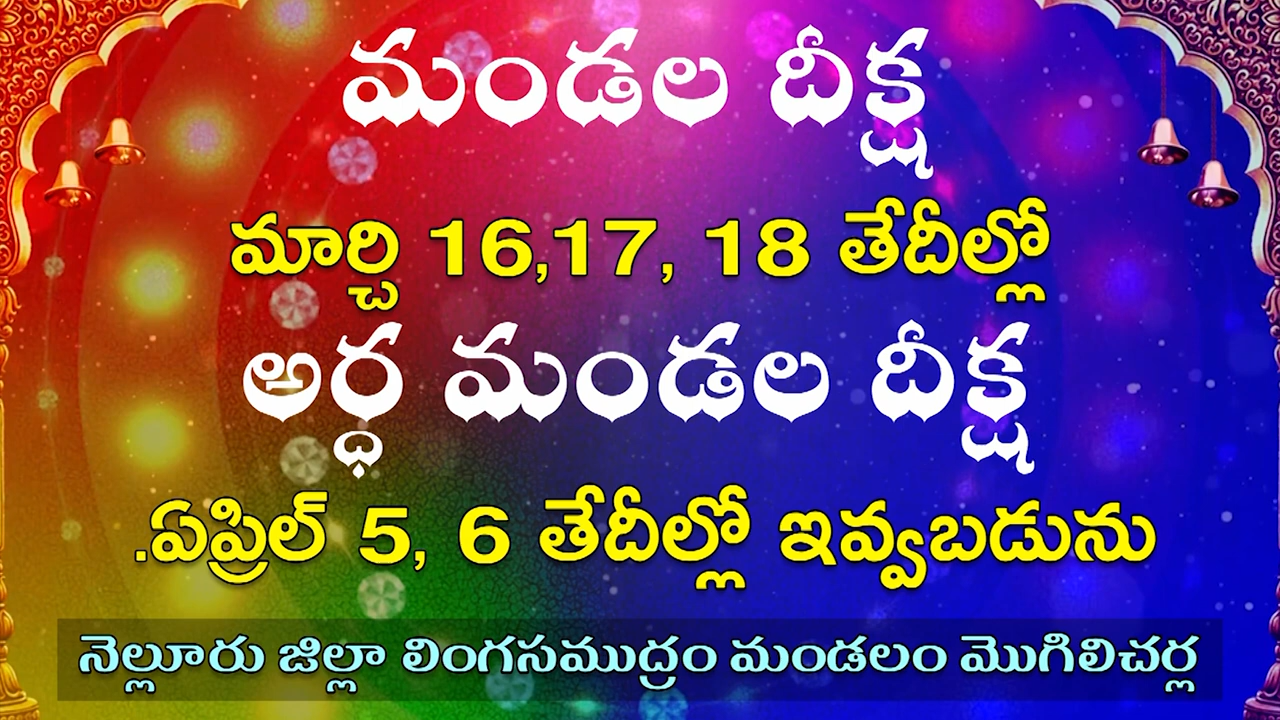 మండల దీక్ష
మార్చి 16,17, 18 తేదీల్లో
అర్ధ మండల దీక్ష
.ఏప్రిల్ 5, 6 తేదీల్లో ఇవ్వబడును
నెల్లూరు జిల్లా లింగసముద్రం మండలం మొగిలిచర్ల